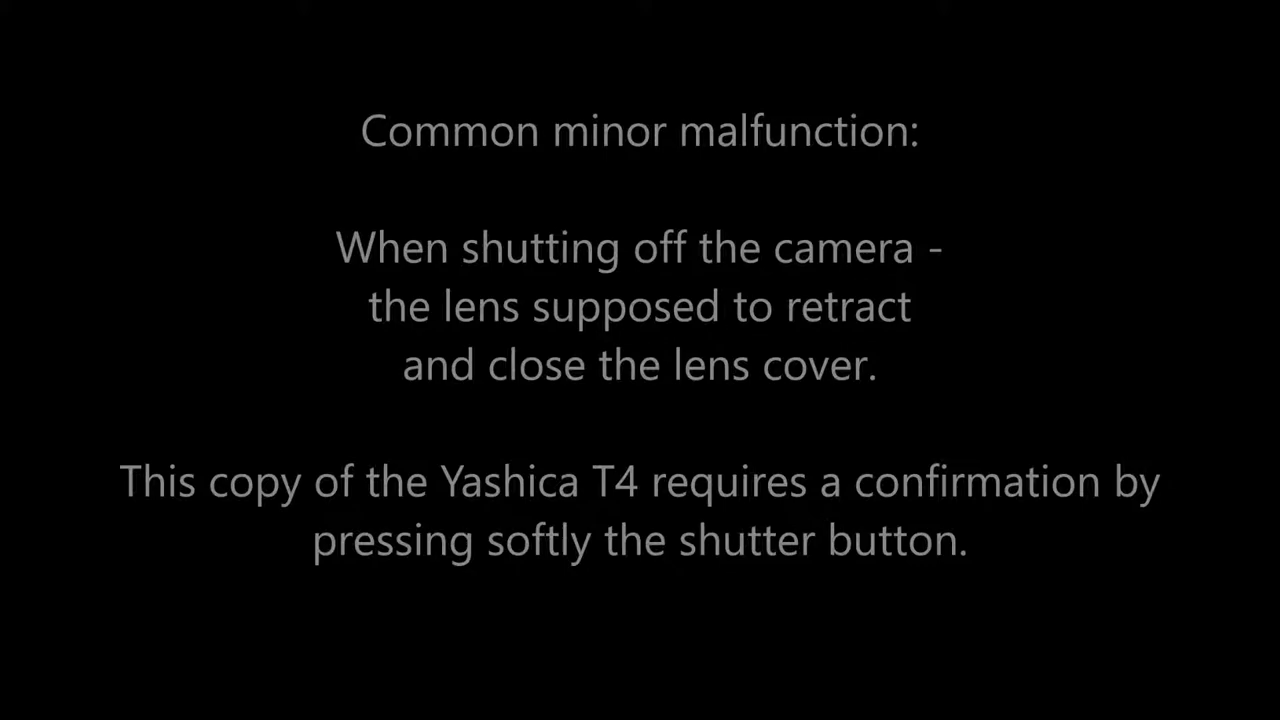 Common minor malfunction:
When shutting off the camera -
the lens supposed to retract
and close the lens cover.
This copy of the Yashica T4 requires a confirmation by
pressing softly the shutter button.